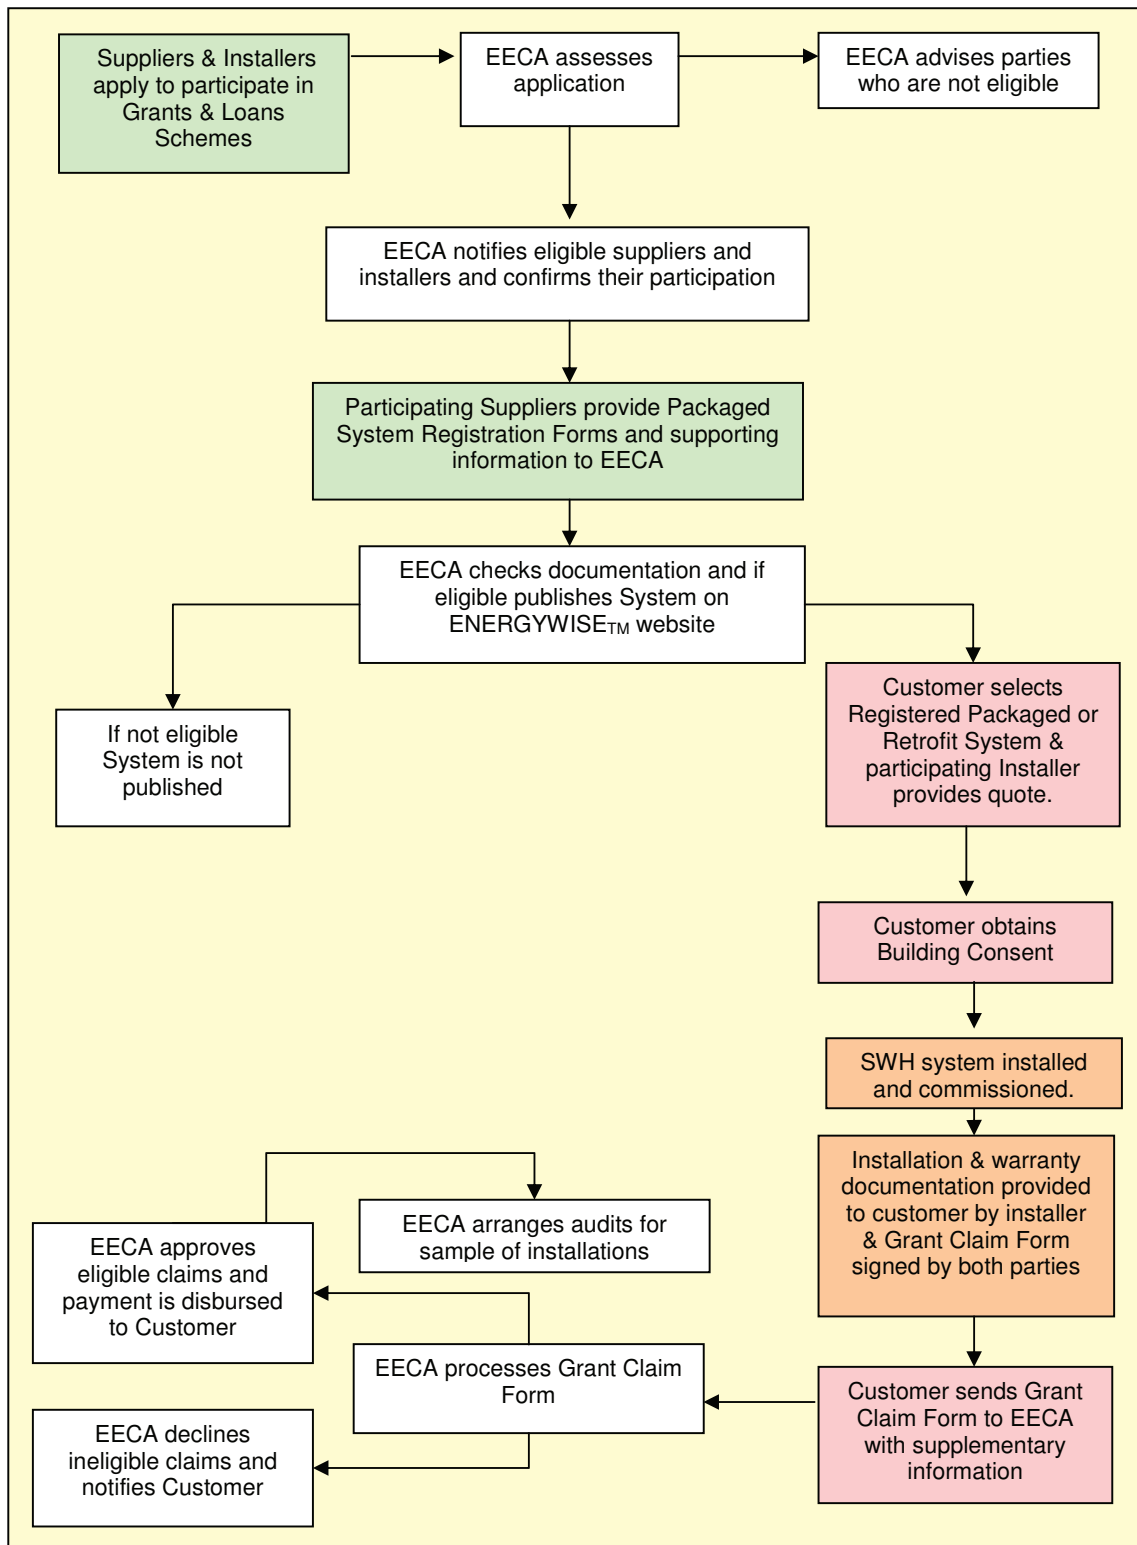 Suppliers & Installers
apply to participate in
Grants & Loans
Schemes
EECA assesses
application
EECA advises parties
who are not eligible
EECA notifies eligible suppliers and
installers and confirms their participation
Participating Suppliers provide Packaged
System Registration Forms and supporting
information to EECA
EECA checks documentation and if
eligible publishes System on
ENERGYWISETM website
If not eligible
System is not
published
Customer selects
Registered Packaged or
Retrofit System &
participating Installer
provides quote.
Customer obtains
Building Consent
SWH system installed
and commissioned.
Installation & warranty
documentation provided
to customer by installer
& Grant Claim Form
signed by both parties
Customer sends Grant
Claim Form to EECA
with supplementary
information
EECA processes Grant Claim
Form
EECA approves
eligible claims and
payment is disbursed
to Customer
EECA arranges audits for
sample of installations
EECA declines
ineligible claims and
notifies Customer